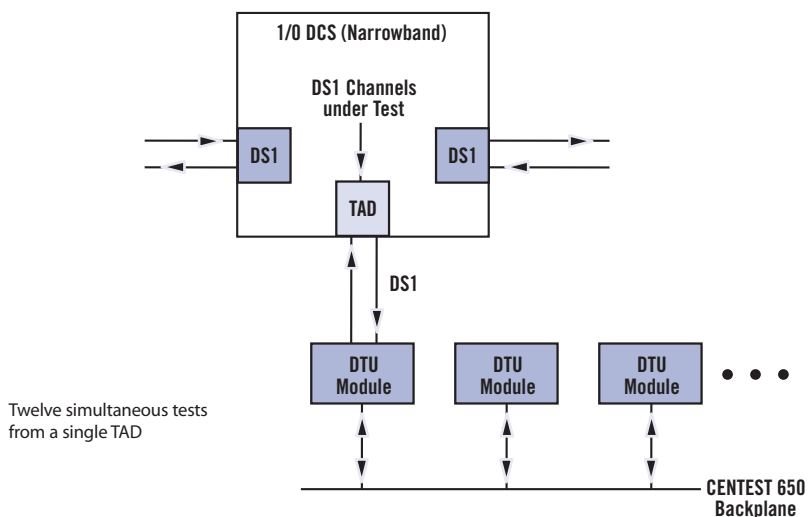 1/0 DCS (Narrowband)
DS1 Channels
under Test
DS1
DS1
TAD
DS1
DTU
Module
DTU
Module
DTU
Module
Twelve simultaneous tests
from a single TAD
CENTEST 650
Backplane